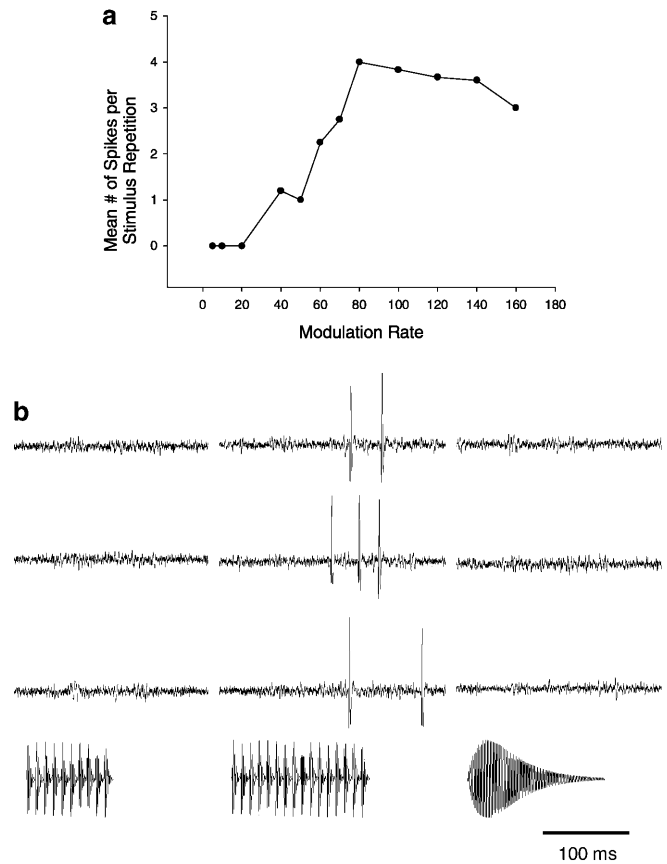 a
Mean # of Spikes per
Stimulus Repetition
5
4
3
2
1
0
0 20 40 60 80 100 120 140 160 180
Modulation Rate
b
100 ms